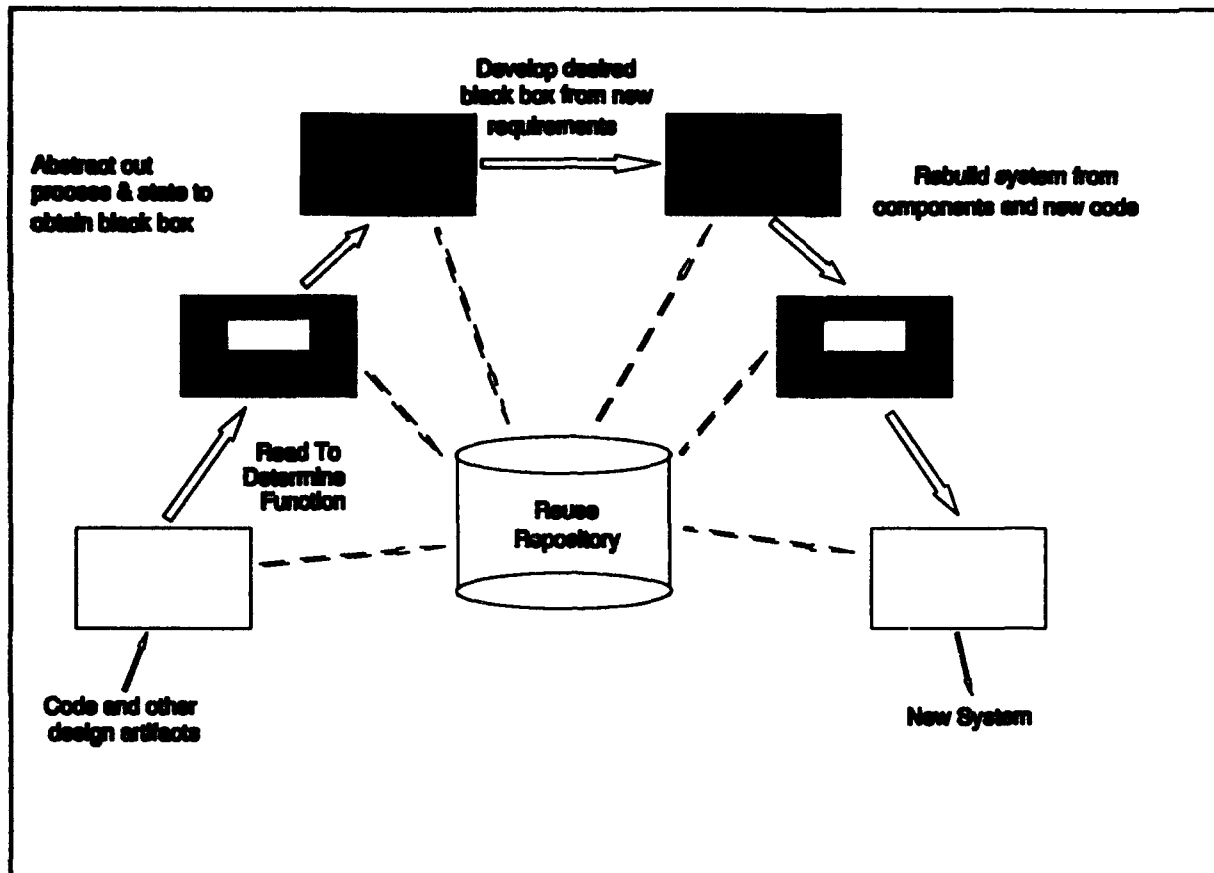 Develop desired
black box from new
requirements
Abstract out
process & state to
obtain black box
Rebuild system from
components and new code
Read To
Determine
Function
Reuse
Repository
Code and other
design artifacts
New System